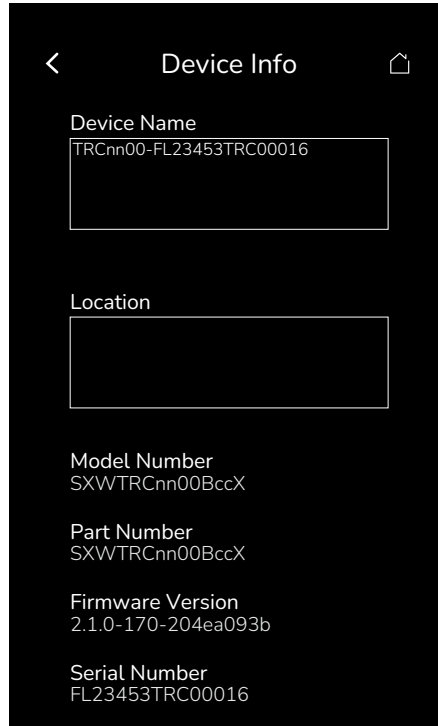 Device Info
Device Name
TRCnn00-FL23453TRC00016
Location
Model Number
SXWTRCnn00BccX
Part Number
SXWTRCnn00BccX
Firmware Version
2.1.0-170-204ea093b
Serial Number
FL23453TRC00016